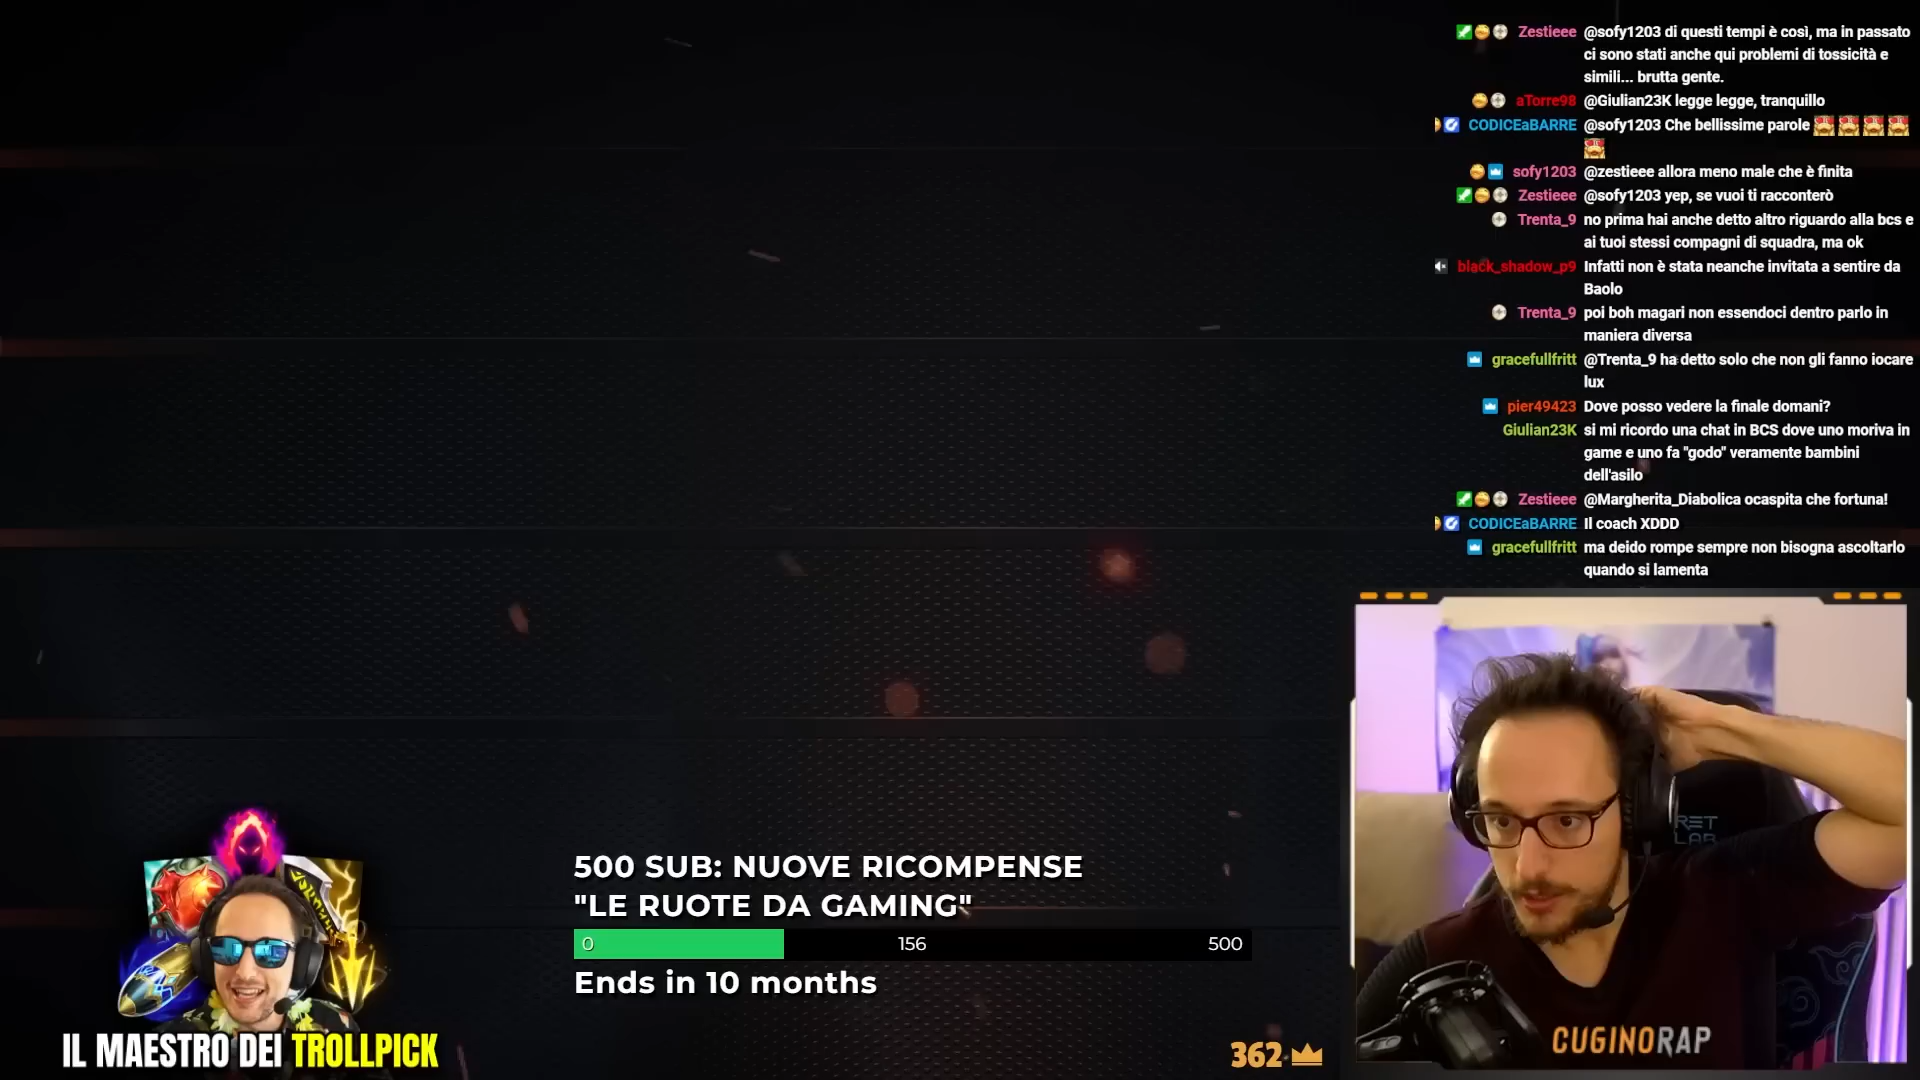 Zestieee @sofy1203 di questi tempi è così, ma in passato
ci sono stati anche qui problemi di tossicità e
simili... brutta gente.
aTorre98 @Giulian23K legge legge, tranquillo
CODICEaBARRE @sofy1203 Che bellissime parole
sofy1203 @zestieee allora meno male che è finita
Zestieee @sofy1203 yep, se vuoi ti racconterò
Trenta_9 no prima hai anche detto altro riguardo alla bcs e
ai tuoi stessi compagni di squadra, ma ok
black_shadow_p9 Infatti non è stata neanche invitata a sentire da
Baolo
Trenta_9 poi boh magari non essendoci dentro parlo in
maniera diversa
gracefullfritt @Trenta_9 ha detto solo che non gli fanno iocare
lux
pier49423 Dove posso vedere la finale domani?
Giulian23K si mi ricordo una chat in BCS dove uno moriva in
game e uno fa "godo" veramente bambini
dell'asilo
Zestieee @Margherita_Diabolica ocaspita che fortuna!
CODICEaBARRE Il coach XDDD
gracefullfritt ma deido rompe sempre non bisogna ascoltarlo
quando si lamenta
RET
LAB
500 SUB: NUOVE RICOMPENSE
"LE RUOTE DA GAMING"
0 156 500
Ends in 10 months
IL MAESTRO DEI TROLLPICK
362
CUGINORAP